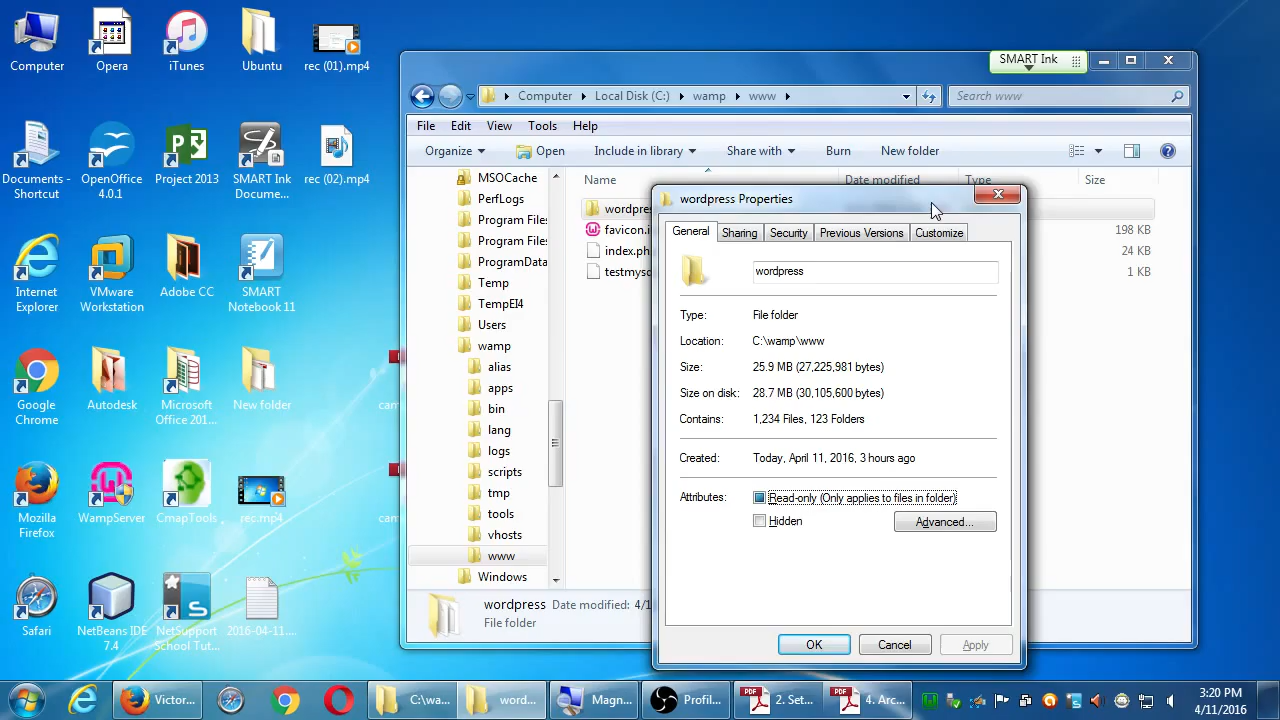 Computer
Opera
iTunes
Ubuntu
rec (01).mp4
Documents -
Shortcut
OpenOffice
4.0.1
Project 2013
SMART Ink
Docume...
rec (02).mp4
Internet
Explorer
VMware
Workstation
Adobe CC
SMART
Notebook 11
Google
Chrome
Autodesk
Microsoft
Office 201...
New folder
cam
Mozilla
Firefox
WampServer
CmapTools
rec.mp4
cam
Safari
NetBeans IDE
7.4
NetSupport
School Tut...
2016-04-11....
SMART Ink
Computer Local Disk (C:) wamp www
Search www
File Edit View Tools Help
Organize Open Include in library Share with Burn New folder
MSOCache
PerfLogs
Program Files
Program Files
ProgramData
Temp
TempEI4
Users
wamp
alias
apps
bin
lang
logs
scripts
tmp
tools
vhosts
www
Windows
Name Date modified Type Size
wordpres
favicon.i 198 KB
index.ph 24 KB
testmysq 1 KB
wordpress Date modified: 4/1
File folder
wordpress Properties
General Sharing Security Previous Versions Customize
wordpress
Type: File folder
Location: C:\wamp\www
Size: 25.9 MB (27,225,981 bytes)
Size on disk: 28.7 MB (30,105,600 bytes)
Contains: 1,234 Files, 123 Folders
Created: Today, April 11, 2016, 3 hours ago
Attributes: Read-only (Only applies to files in folder)
Hidden
Advanced...
OK Cancel Apply
Victor...
C:\wa...
word...
Magn...
Profil...
2. Set...
4. Arc...
3:20 PM
4/11/2016